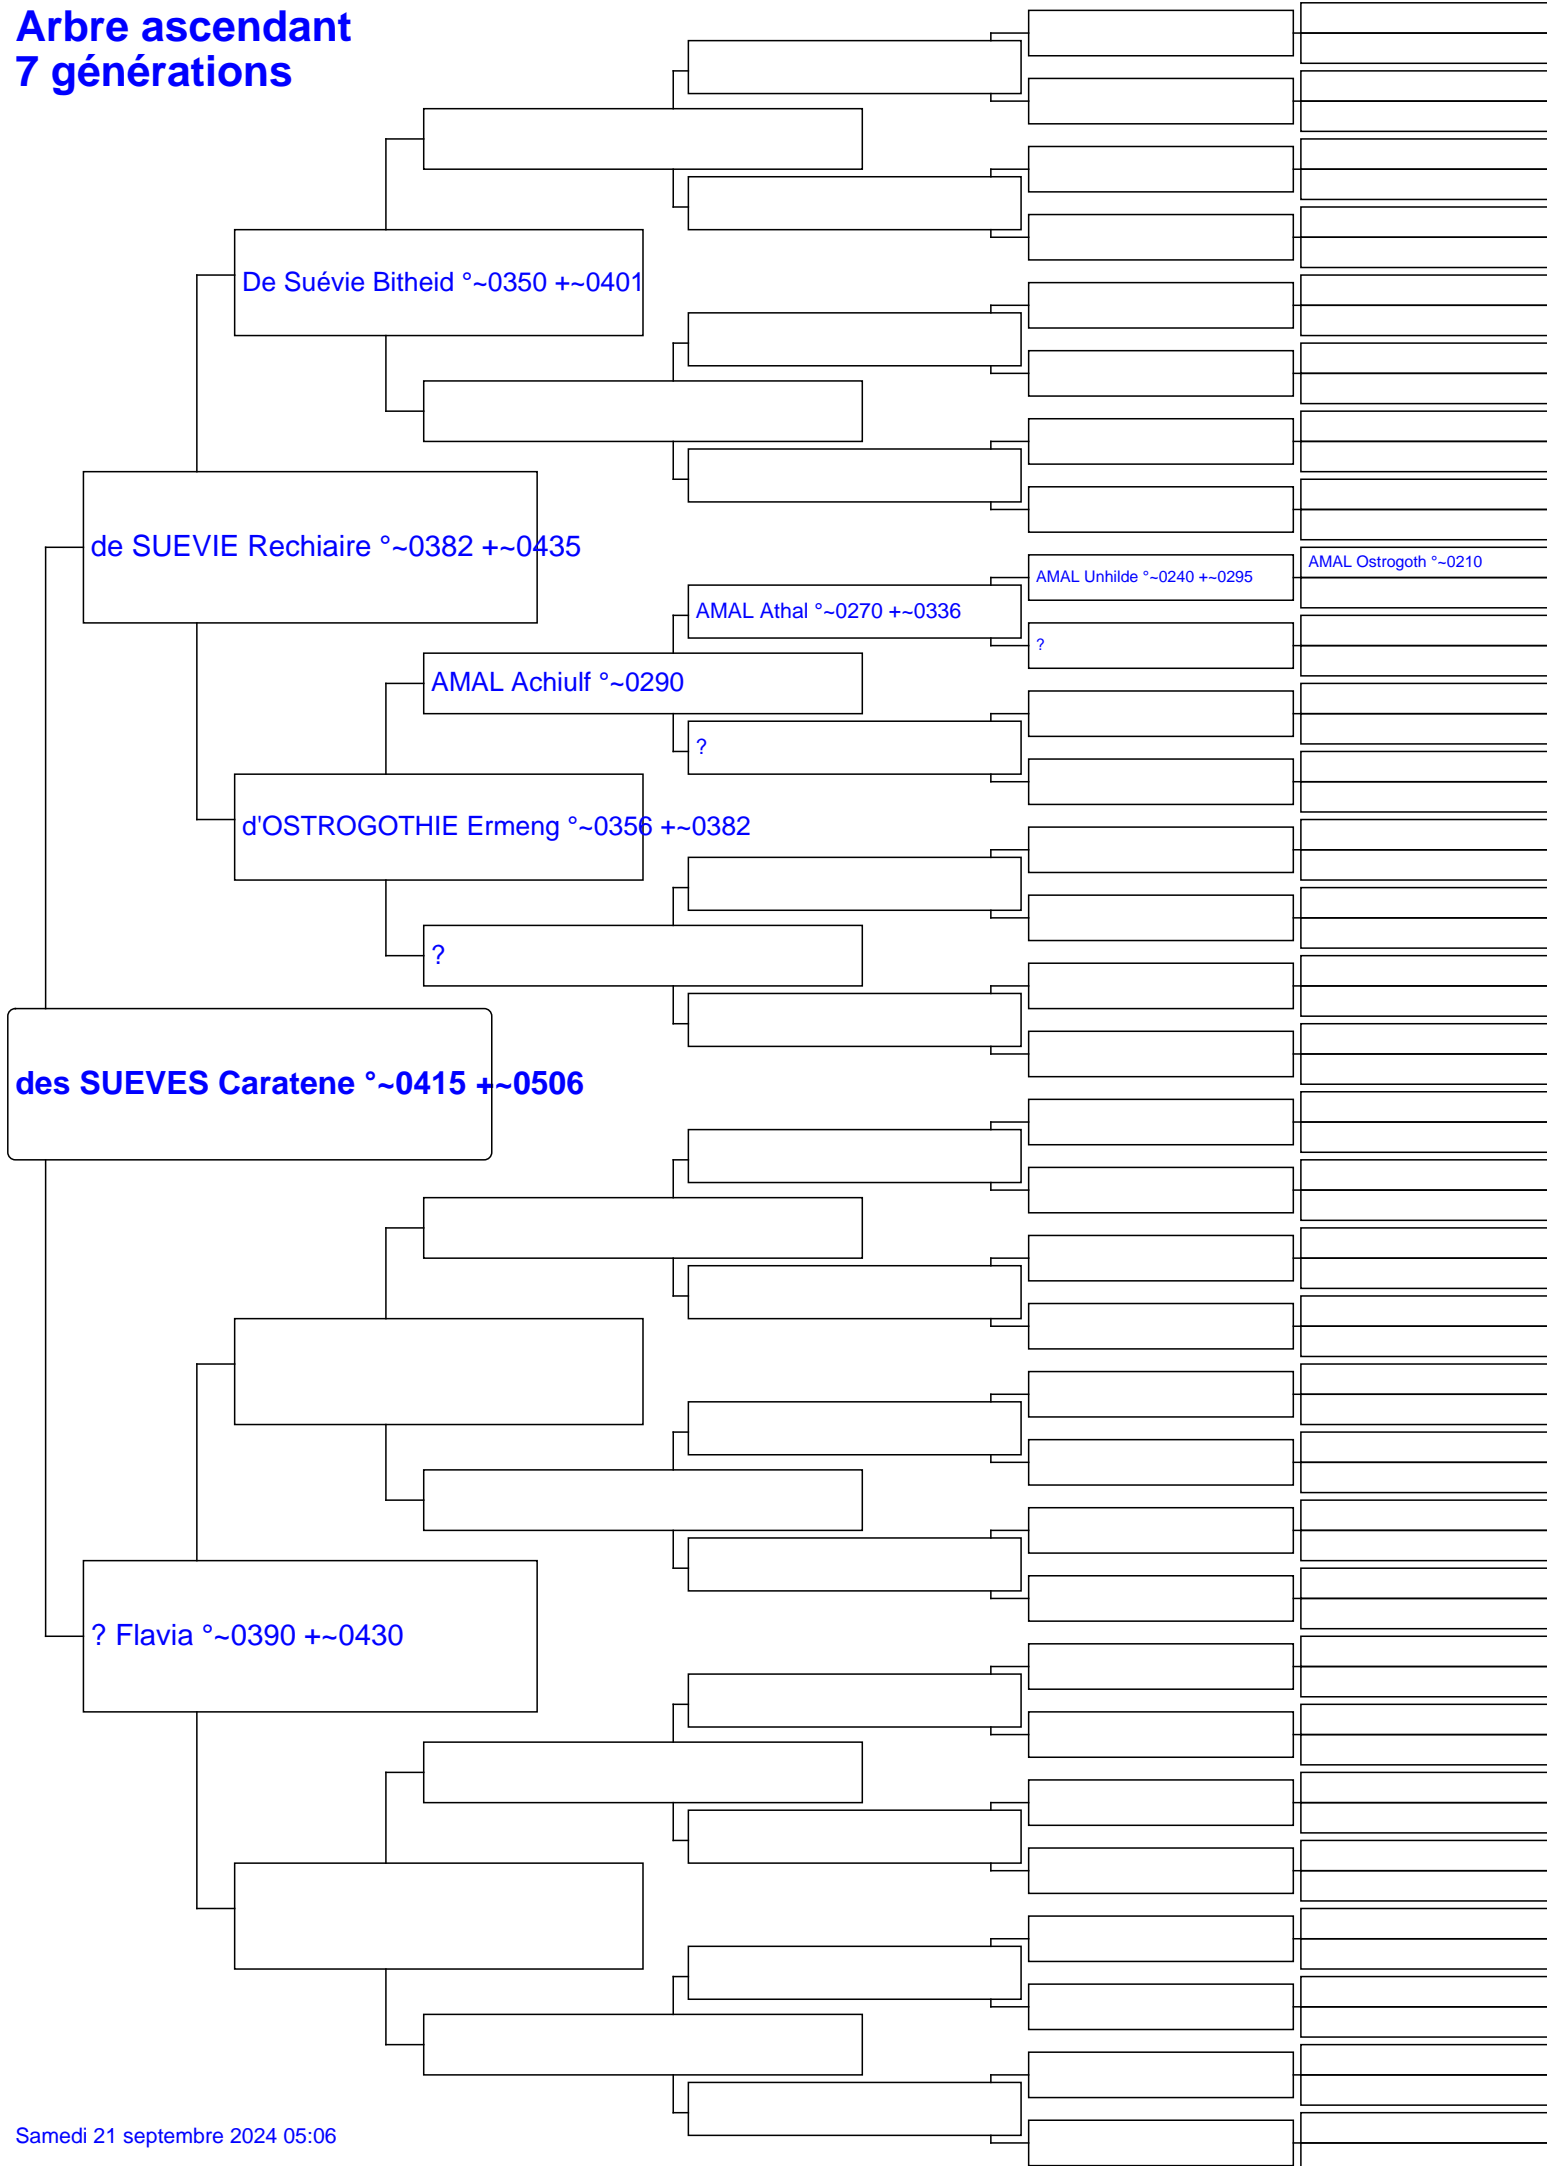 Arbre ascendant
7 générations
De Suévie Bitheid °~0350 +~0401
de SUEVIE Rechiaire °~0382 +~0435
AMAL Unhilde °~0240 +~0295
AMAL Ostrogoth °~0210
AMAL Athal °~0270 +~0336
?
AMAL Achiulf °~0290
?
d'OSTROGOTHIE Ermeng °~0356 +~0382
?
des SUEVES Caratene °~0415 +~0506
? Flavia °~0390 +~0430
Samedi 21 septembre 2024 05:06